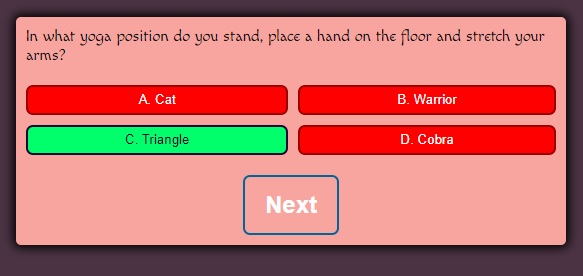 In what yoga position do you stand, place a hand on the floor and stretch your
arms?
A. Cat
B. Warrior
C. Triangle
D. Cobra
Next